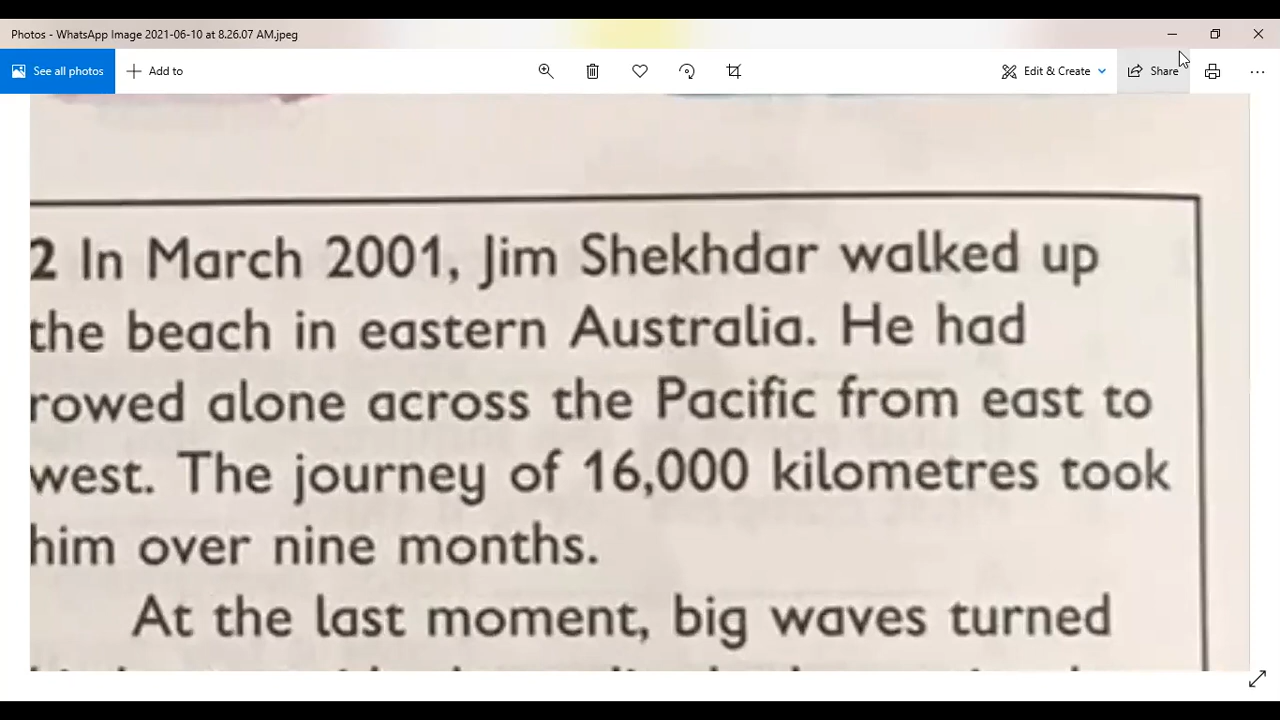 Photos - WhatsApp Image 2021-06-10 at 8.26.07 AM.jpeg
See all photos
Add to
Edit & Create
Share
2 In March 2001, Jim Shekhdar walked up
the beach in eastern Australia. He had
rowed alone across the Pacific from east to
west. The journey of 16,000 kilometres took
him over nine months.
At the last moment, big waves turned